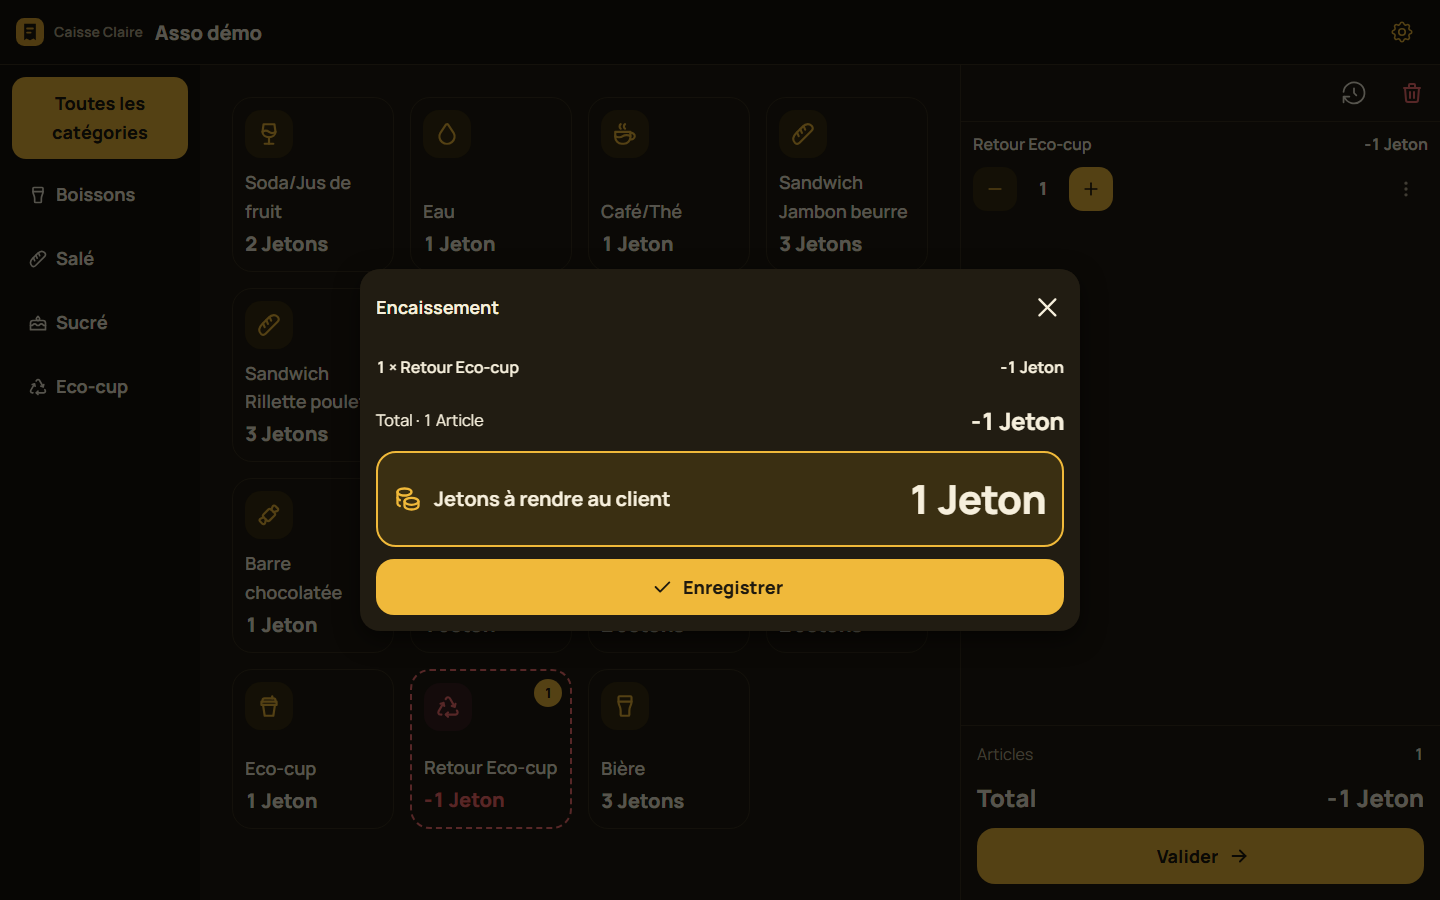 Caisse Claire Asso démo
Toutes les
catégories
Boissons
Salé
Sucré
Eco-cup
Soda/Jus de
fruit
2 Jetons
Eau
1 Jeton
Café/Thé
1 Jeton
Sandwich
Jambon beurre
3 Jetons
Sandwich
Rillette poulet
3 Jetons
Barre
chocolatée
1 Jeton
Eco-cup
1 Jeton
1
Retour Eco-cup
-1 Jeton
Bière
3 Jetons
Encaissement
1 × Retour Eco-cup -1 Jeton
Total · 1 Article -1 Jeton
Jetons à rendre au client 1 Jeton
Enregistrer
Retour Eco-cup -1 Jeton
1
Articles 1
Total -1 Jeton
Valider